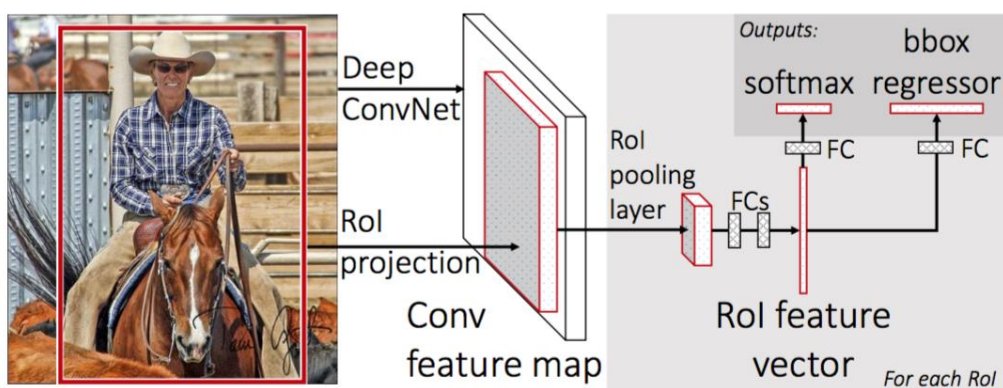 Deep
ConvNet
RoI
projection
Conv
feature map
RoI
pooling
layer
FCs
RoI feature
vector
For each RoI
Outputs:
softmax
bbox
regressor
FC
FC